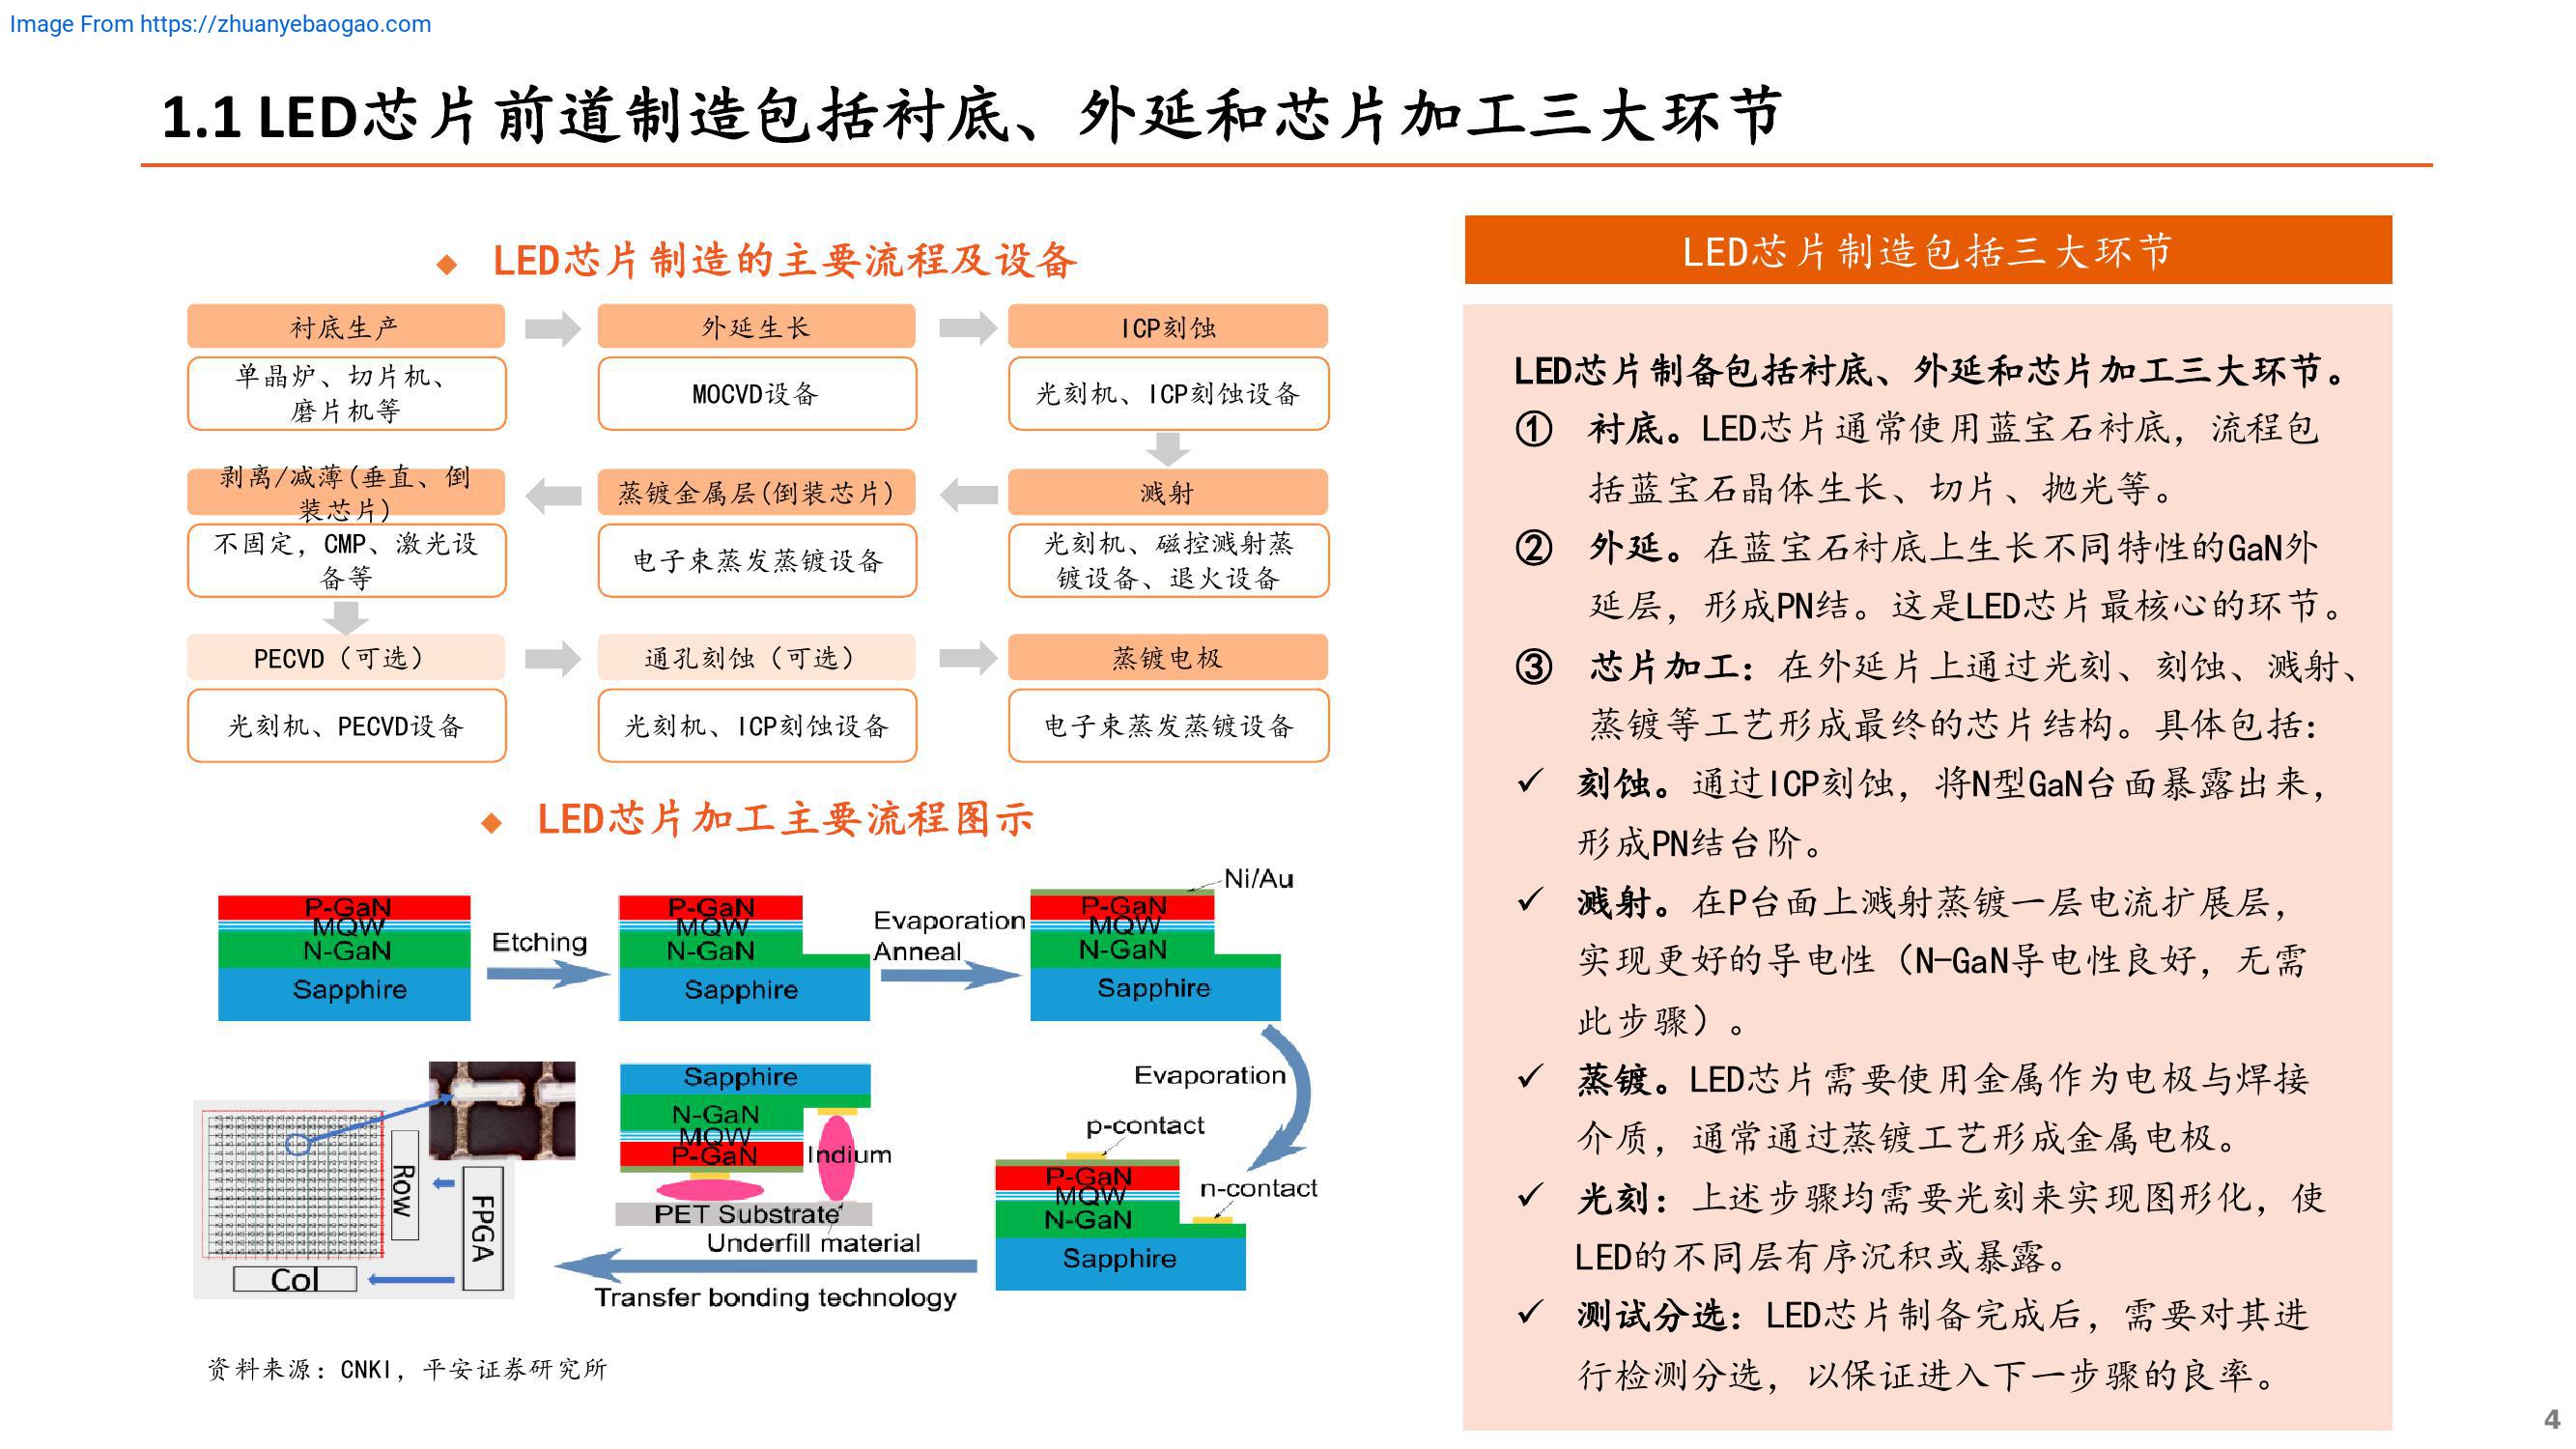 Image From https://zhuanyebaogao.com
1.1 LED芯片前道制造包括衬底、外延和芯片加工三大环节
◆ LED芯片制造的主要流程及设备
衬底生产
外延生长
ICP刻蚀
单晶炉、切片机、
磨片机等
MOCVD设备
光刻机、ICP刻蚀设备
剥离/减薄(垂直、倒
装芯片)
蒸镀金属层(倒装芯片)
溅射
不固定，CMP、激光设
备等
电子束蒸发蒸镀设备
光刻机、磁控溅射蒸
镀设备、退火设备
PECVD（可选）
通孔刻蚀（可选）
蒸镀电极
光刻机、PECVD设备
光刻机、ICP刻蚀设备
电子束蒸发蒸镀设备
◆ LED芯片加工主要流程图示
P-GaN
MQW
N-GaN
Sapphire
Etching
P-GaN
MQW
N-GaN
Sapphire
Evaporation
Anneal
Ni/Au
P-GaN
MQW
N-GaN
Sapphire
Evaporation
p-contact
n-contact
P-GaN
MQW
N-GaN
Sapphire
Sapphire
N-GaN
MQW
P-GaN
Indium
PET Substrate
Underfill material
Transfer bonding technology
Row
FPGA
Col
资料来源：CNKI，平安证券研究所
LED芯片制造包括三大环节
LED芯片制备包括衬底、外延和芯片加工三大环节。
① 衬底。LED芯片通常使用蓝宝石衬底，流程包
括蓝宝石晶体生长、切片、抛光等。
② 外延。在蓝宝石衬底上生长不同特性的GaN外
延层，形成PN结。这是LED芯片最核心的环节。
③ 芯片加工：在外延片上通过光刻、刻蚀、溅射、
蒸镀等工艺形成最终的芯片结构。具体包括：
✓ 刻蚀。通过ICP刻蚀，将N型GaN台面暴露出来，
形成PN结台阶。
✓ 溅射。在P台面上溅射蒸镀一层电流扩展层，
实现更好的导电性（N-GaN导电性良好，无需
此步骤）。
✓ 蒸镀。LED芯片需要使用金属作为电极与焊接
介质，通常通过蒸镀工艺形成金属电极。
✓ 光刻：上述步骤均需要光刻来实现图形化，使
LED的不同层有序沉积或暴露。
✓ 测试分选：LED芯片制备完成后，需要对其进
行检测分选，以保证进入下一步骤的良率。
4